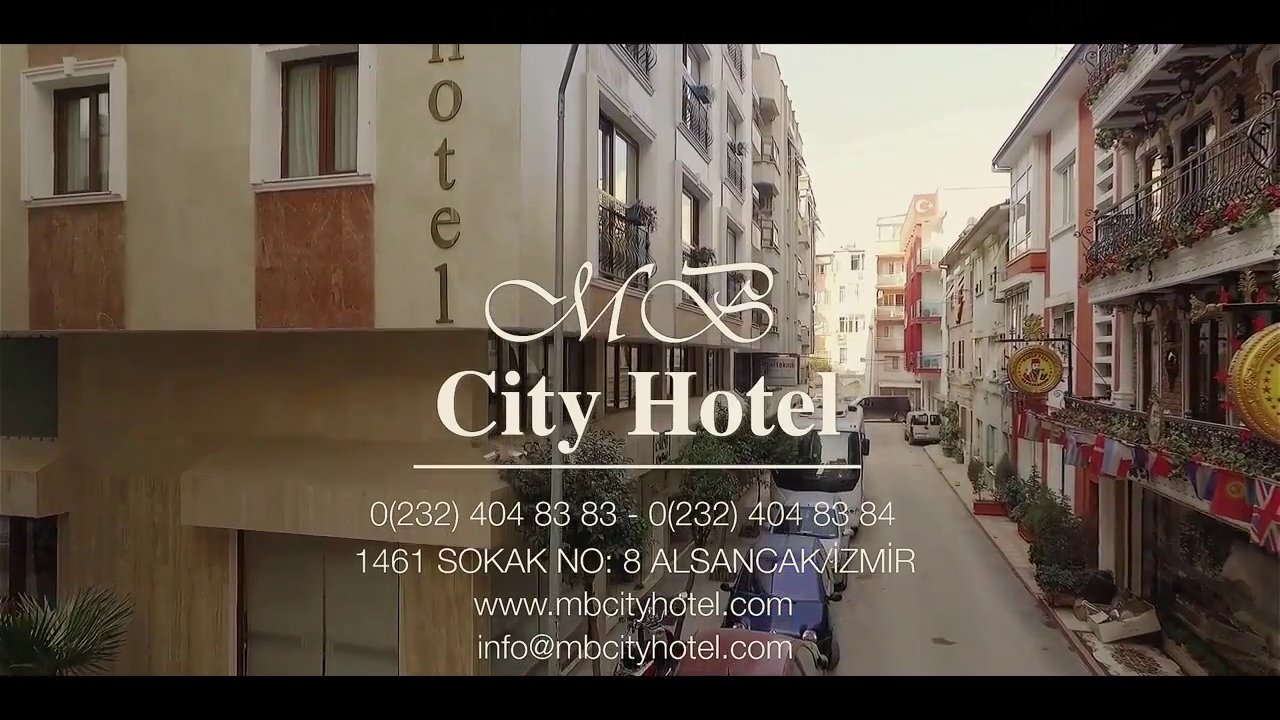 hotel
MB
City Hotel
0(232) 404 83 83 - 0(232) 404 83 84
1461 SOKAK NO: 8 ALSANCAK/İZMİR
www.mbcityhotel.com
info@mbcityhotel.com